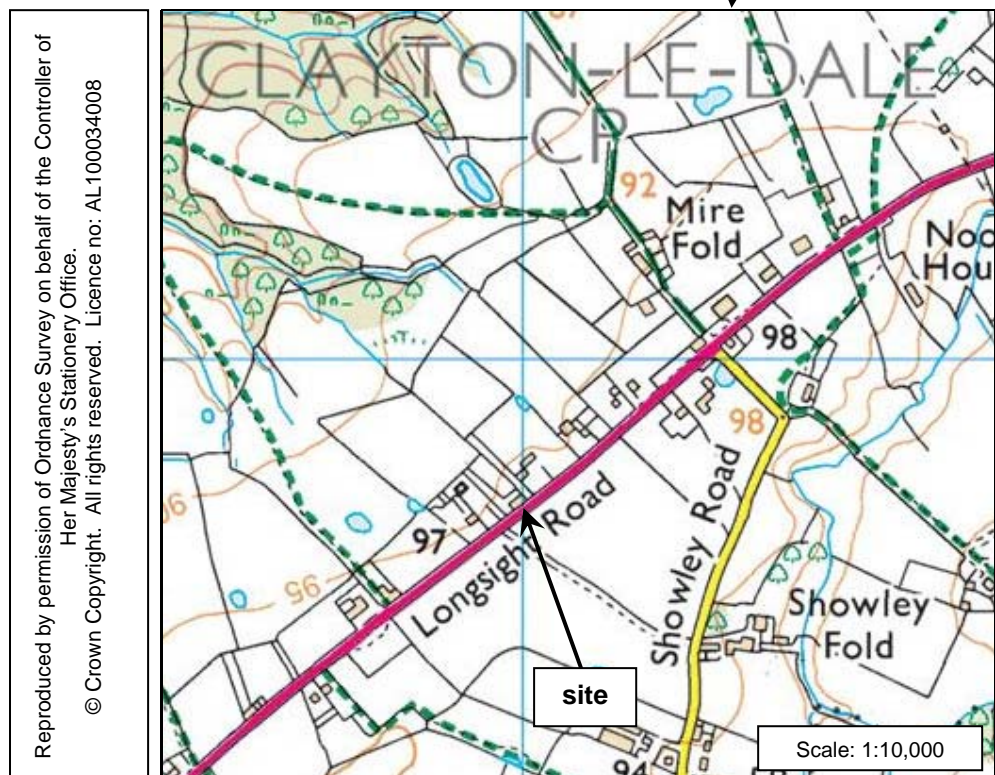 Reproduced by permission of Ordnance Survey on behalf of the Controller of
Her Majesty's Stationery Office.
© Crown Copyright. All rights reserved. Licence no: AL100034008
CLAYTON-LE-DALE
CP
92
Mire
Fold
98
98
97
95
Longsight Road
Showley Road
Showley
Fold
site
94
Scale: 1:10,000